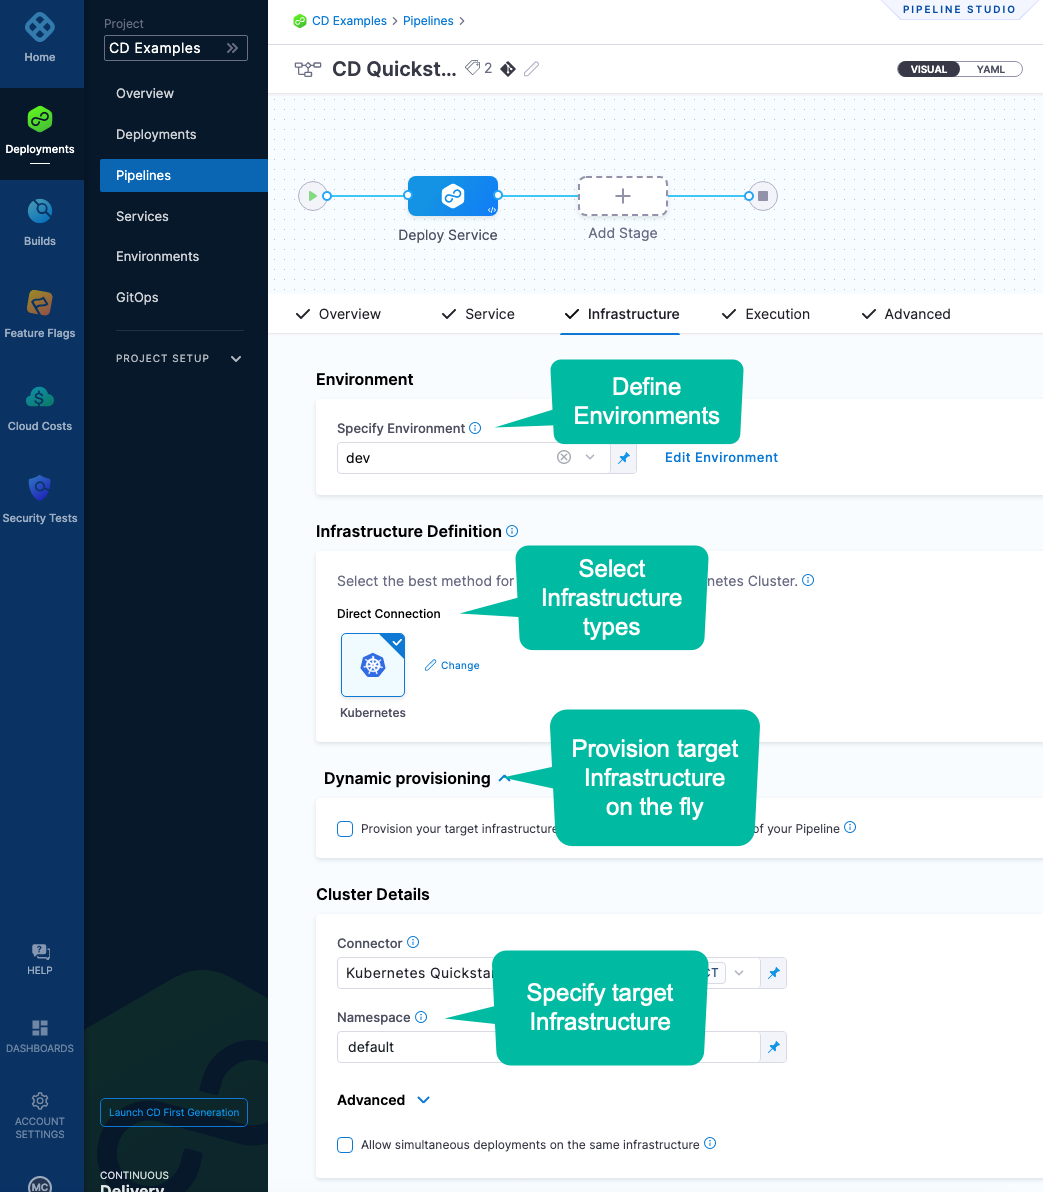 Home
Deployments
Builds
Feature Flags
Cloud Costs
Security Tests
HELP
DASHBOARDS
ACCOUNT
SETTINGS
MC
Project
CD Examples
Overview
Deployments
Pipelines
Services
Environments
GitOps
PROJECT SETUP
Launch CD First Generation
CONTINUOUS
Delivery
CD Examples > Pipelines >
PIPELINE STUDIO
CD Quickst... 2
VISUAL YAML
Deploy Service
Add Stage
Overview Service Infrastructure Execution Advanced
Environment
Define
Environments
Specify Environment
dev
Edit Environment
Infrastructure Definition
Select the best method for
netes Cluster.
Select
Infrastructure
types
Direct Connection
Change
Kubernetes
Dynamic provisioning
Provision target
Infrastructure
on the fly
Provision your target infrastructure
of your Pipeline
Cluster Details
Connector
Kubernetes
Specify target
Infrastructure
Namespace
default
Advanced
Allow simultaneous deployments on the same infrastructure